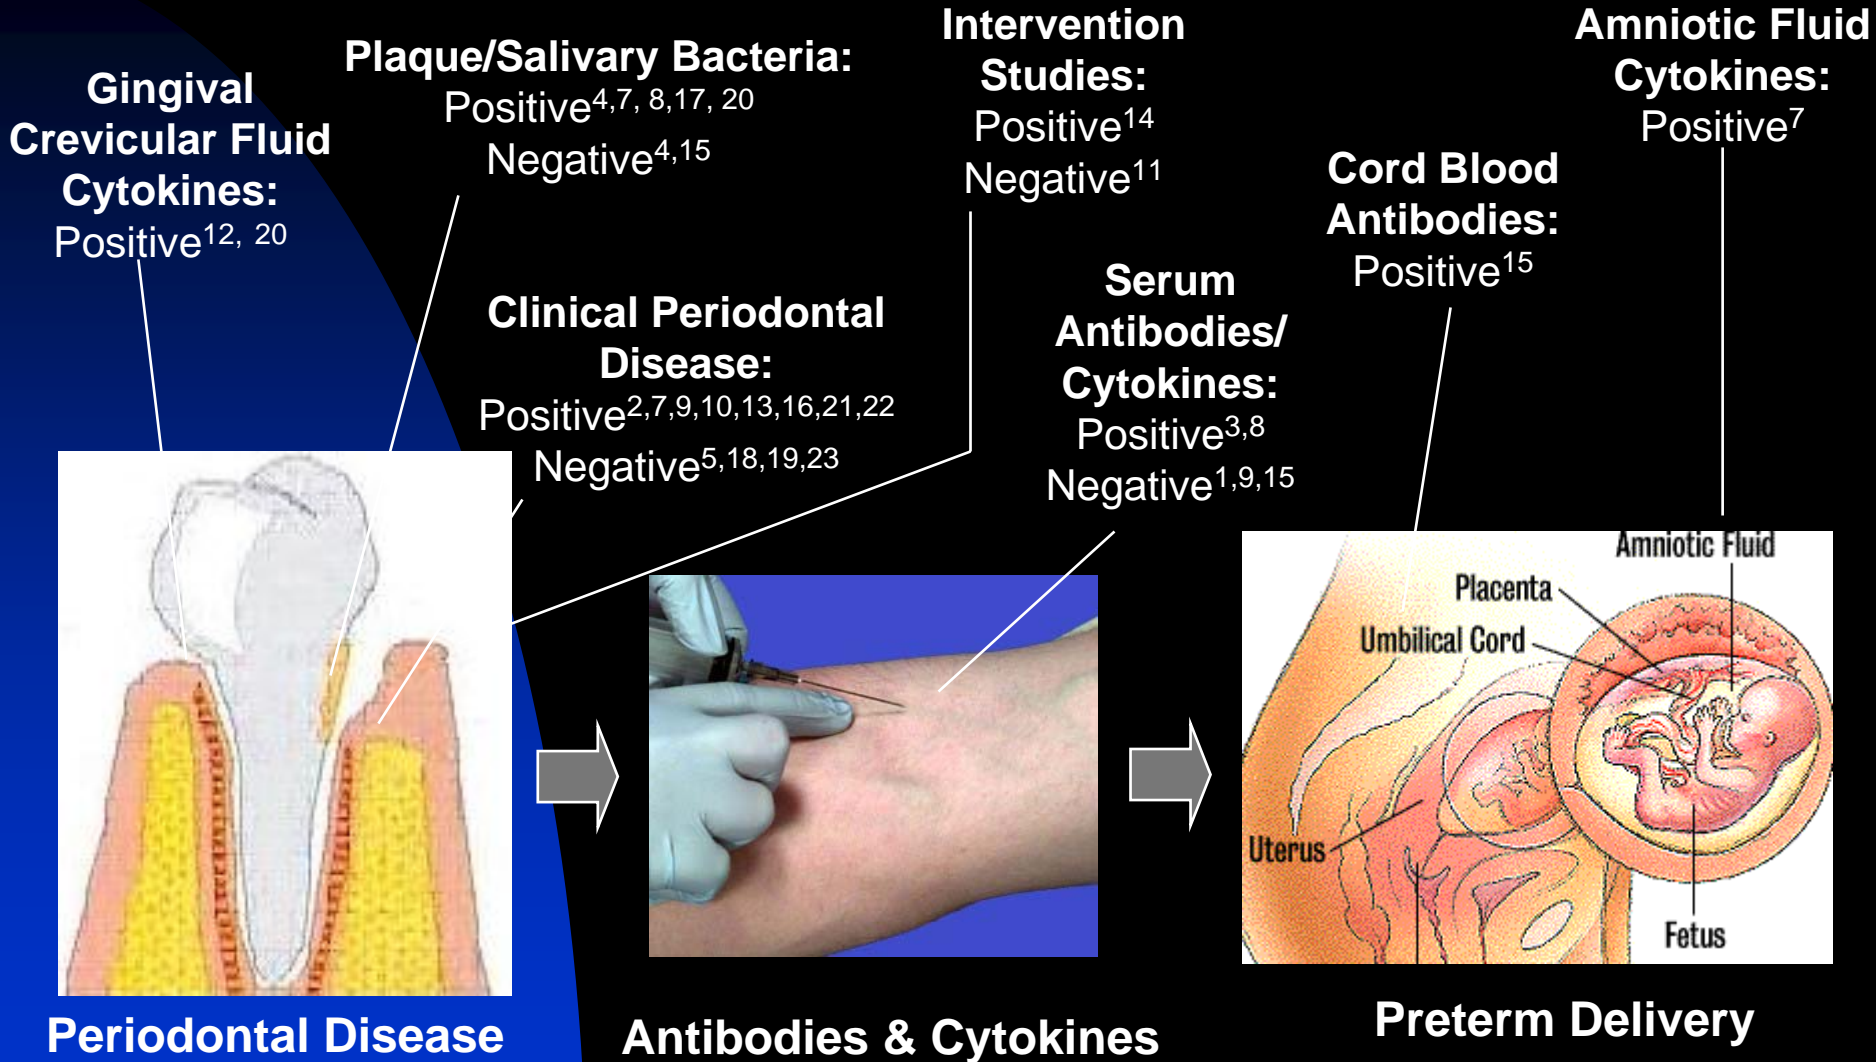 Gingival
Crevicular Fluid
Cytokines:
Positive12, 20
Plaque/Salivary Bacteria:
Positive4,7, 8,17, 20
Negative4,15
Clinical Periodontal
Disease:
Positive2,7,9,10,13,16,21,22
Negative5,18,19,23
Intervention
Studies:
Positive14
Negative11
Serum
Antibodies/
Cytokines:
Positive3,8
Negative1,9,15
Cord Blood
Antibodies:
Positive15
Amniotic Fluid
Cytokines:
Positive7
Amniotic Fluid
Placenta
Umbilical Cord
Uterus
Fetus
Periodontal Disease
Antibodies & Cytokines
Preterm Delivery